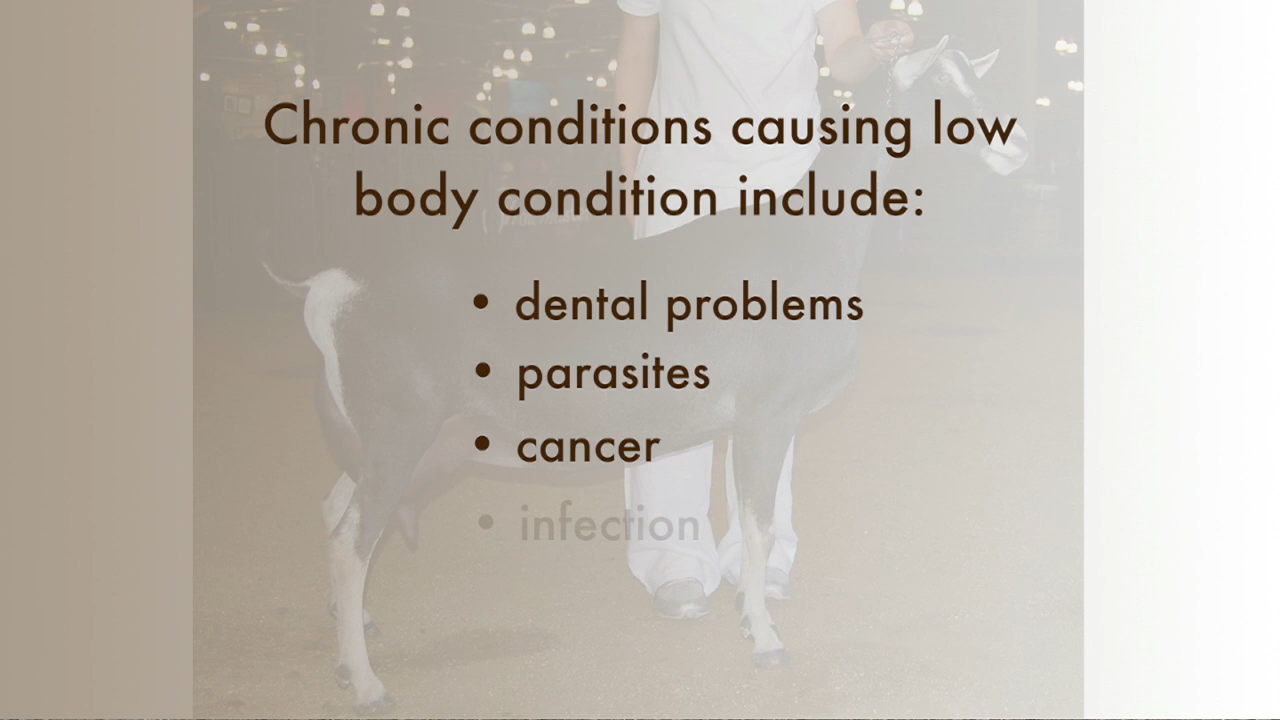 Chronic conditions causing low
body condition include:
• dental problems
• parasites
• cancer
• infection